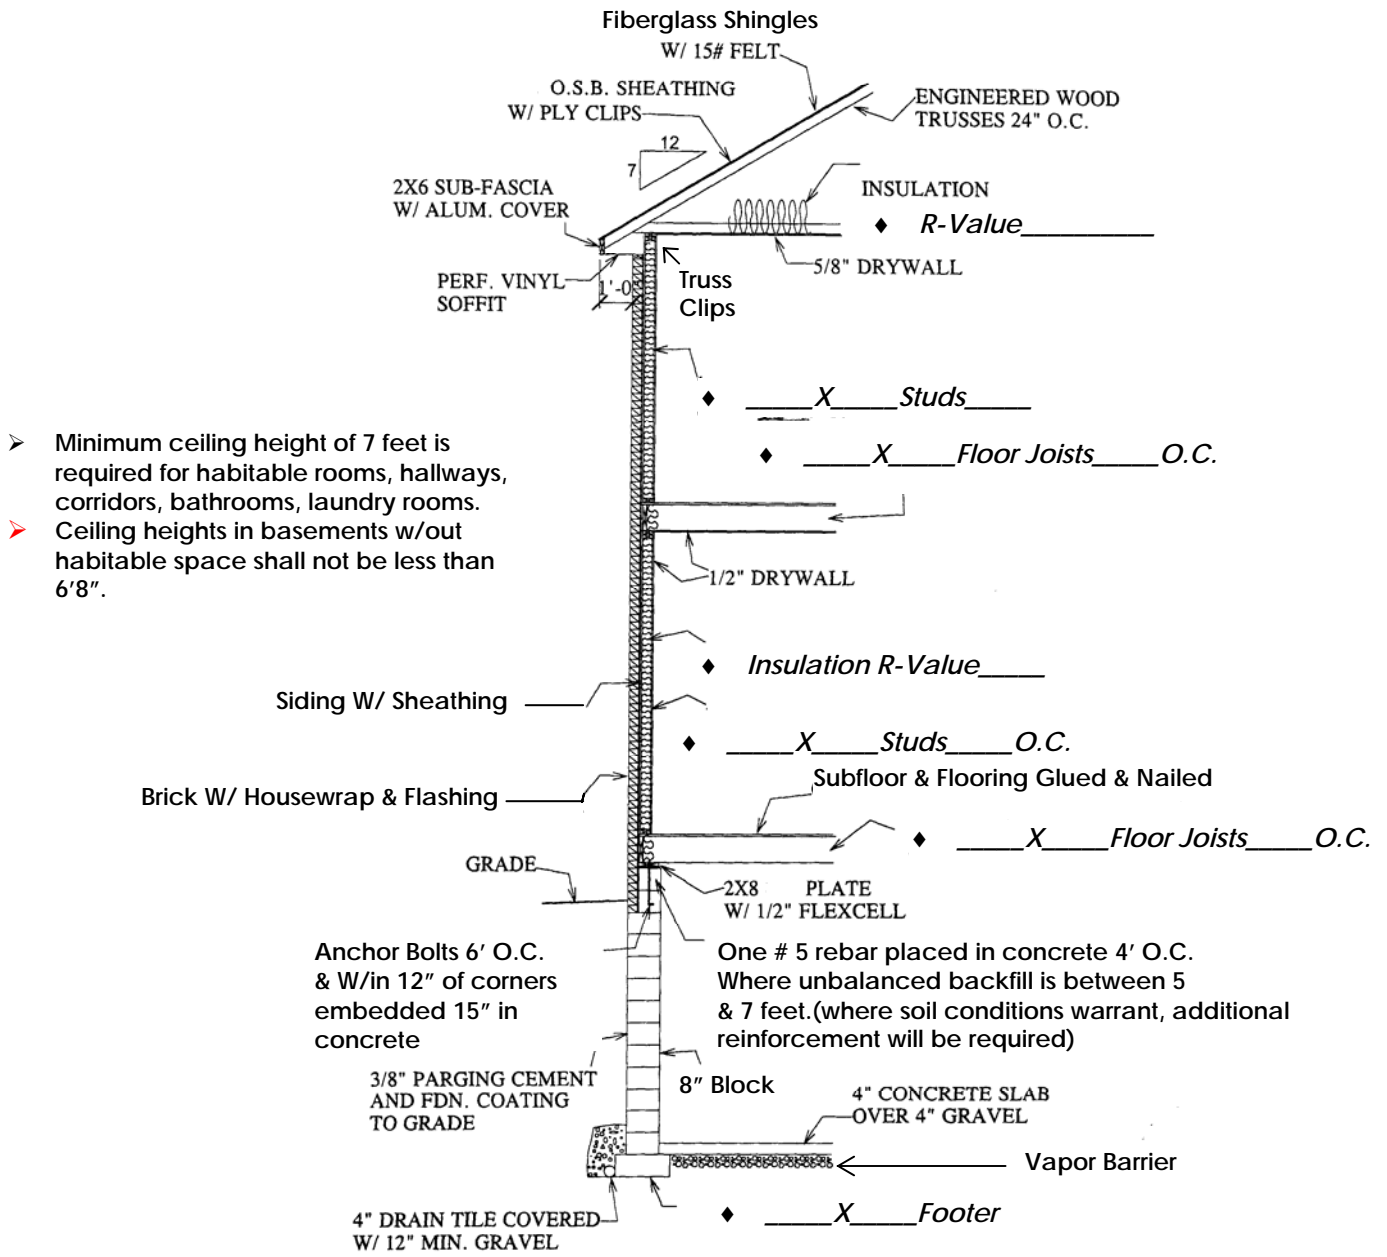 Fiberglass Shingles
W/ 15# FELT
O.S.B. SHEATHING
W/ PLY CLIPS
ENGINEERED WOOD
TRUSSES 24" O.C.
12
7
2X6 SUB-FASCIA
W/ ALUM. COVER
INSULATION
♦ R-Value__________
5/8" DRYWALL
PERF. VINYL
SOFFIT
1'-0
Truss
Clips
♦ _____X_____Studs_____
♦ _____X_____Floor Joists_____O.C.
➢ Minimum ceiling height of 7 feet is
required for habitable rooms, hallways,
corridors, bathrooms, laundry rooms.
➢ Ceiling heights in basements w/out
habitable space shall not be less than
6'8".
1/2" DRYWALL
♦ Insulation R-Value_____
Siding W/ Sheathing
♦ _____X_____Studs_____O.C.
Subfloor & Flooring Glued & Nailed
Brick W/ Housewrap & Flashing
♦ _____X_____Floor Joists_____O.C.
GRADE
2X8 PLATE
W/ 1/2" FLEXCELL
Anchor Bolts 6' O.C.
& W/in 12" of corners
embedded 15" in
concrete
One # 5 rebar placed in concrete 4' O.C.
Where unbalanced backfill is between 5
& 7 feet.(where soil conditions warrant, additional
reinforcement will be required)
3/8" PARGING CEMENT
AND FDN. COATING
TO GRADE
8" Block
4" CONCRETE SLAB
OVER 4" GRAVEL
Vapor Barrier
♦ _____X_____Footer
4" DRAIN TILE COVERED
W/ 12" MIN. GRAVEL